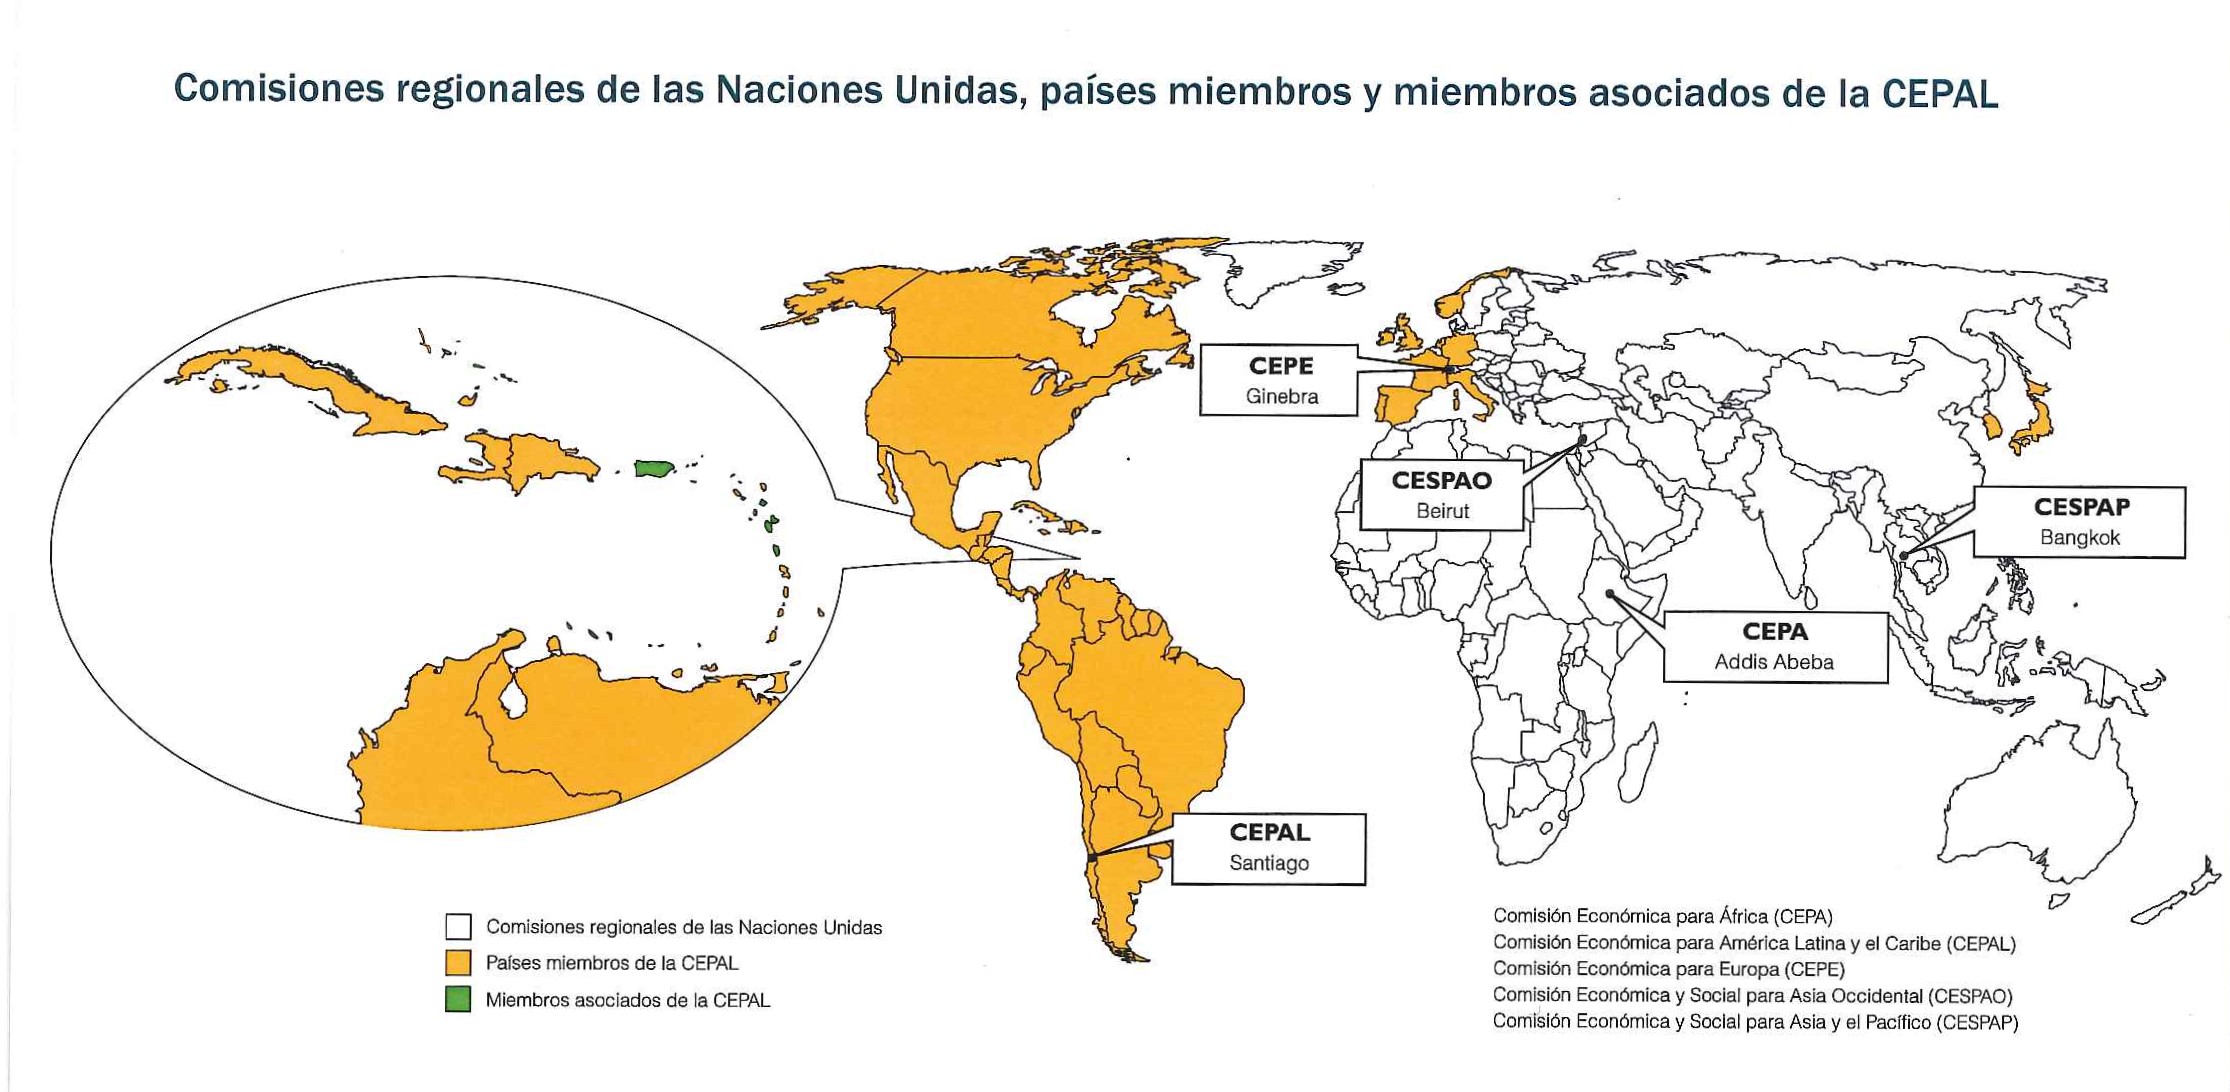 Comisiones regionales de las Naciones Unidas, países miembros y miembros asociados de la CEPAL
CEPE
Ginebra
CESPAO
Beirut
CESPAP
Bangkok
CEPA
Addis Abeba
CEPAL
Santiago
Comisiones regionales de las Naciones Unidas
Países miembros de la CEPAL
Miembros asociados de la CEPAL
Comisión Económica para África (CEPA)
Comisión Económica para América Latina y el Caribe (CEPAL)
Comisión Económica para Europa (CEPE)
Comisión Económica y Social para Asia Occidental (CESPAO)
Comisión Económica y Social para Asia y el Pacífico (CESPAP)